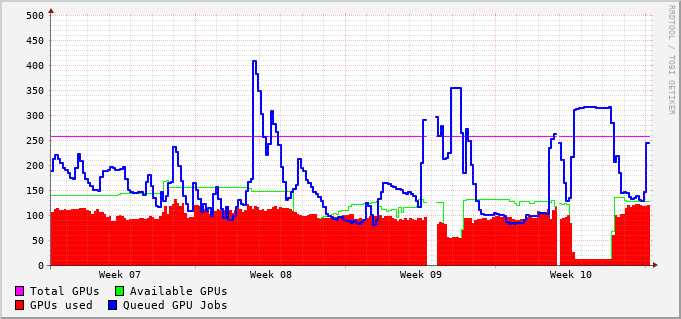 500
450
400
350
300
250
200
150
100
50
0
Week 07 Week 08 Week 09 Week 10
Total GPUs Available GPUs
GPUs used Queued GPU Jobs
RRDTOOL / TOBI OETIKER